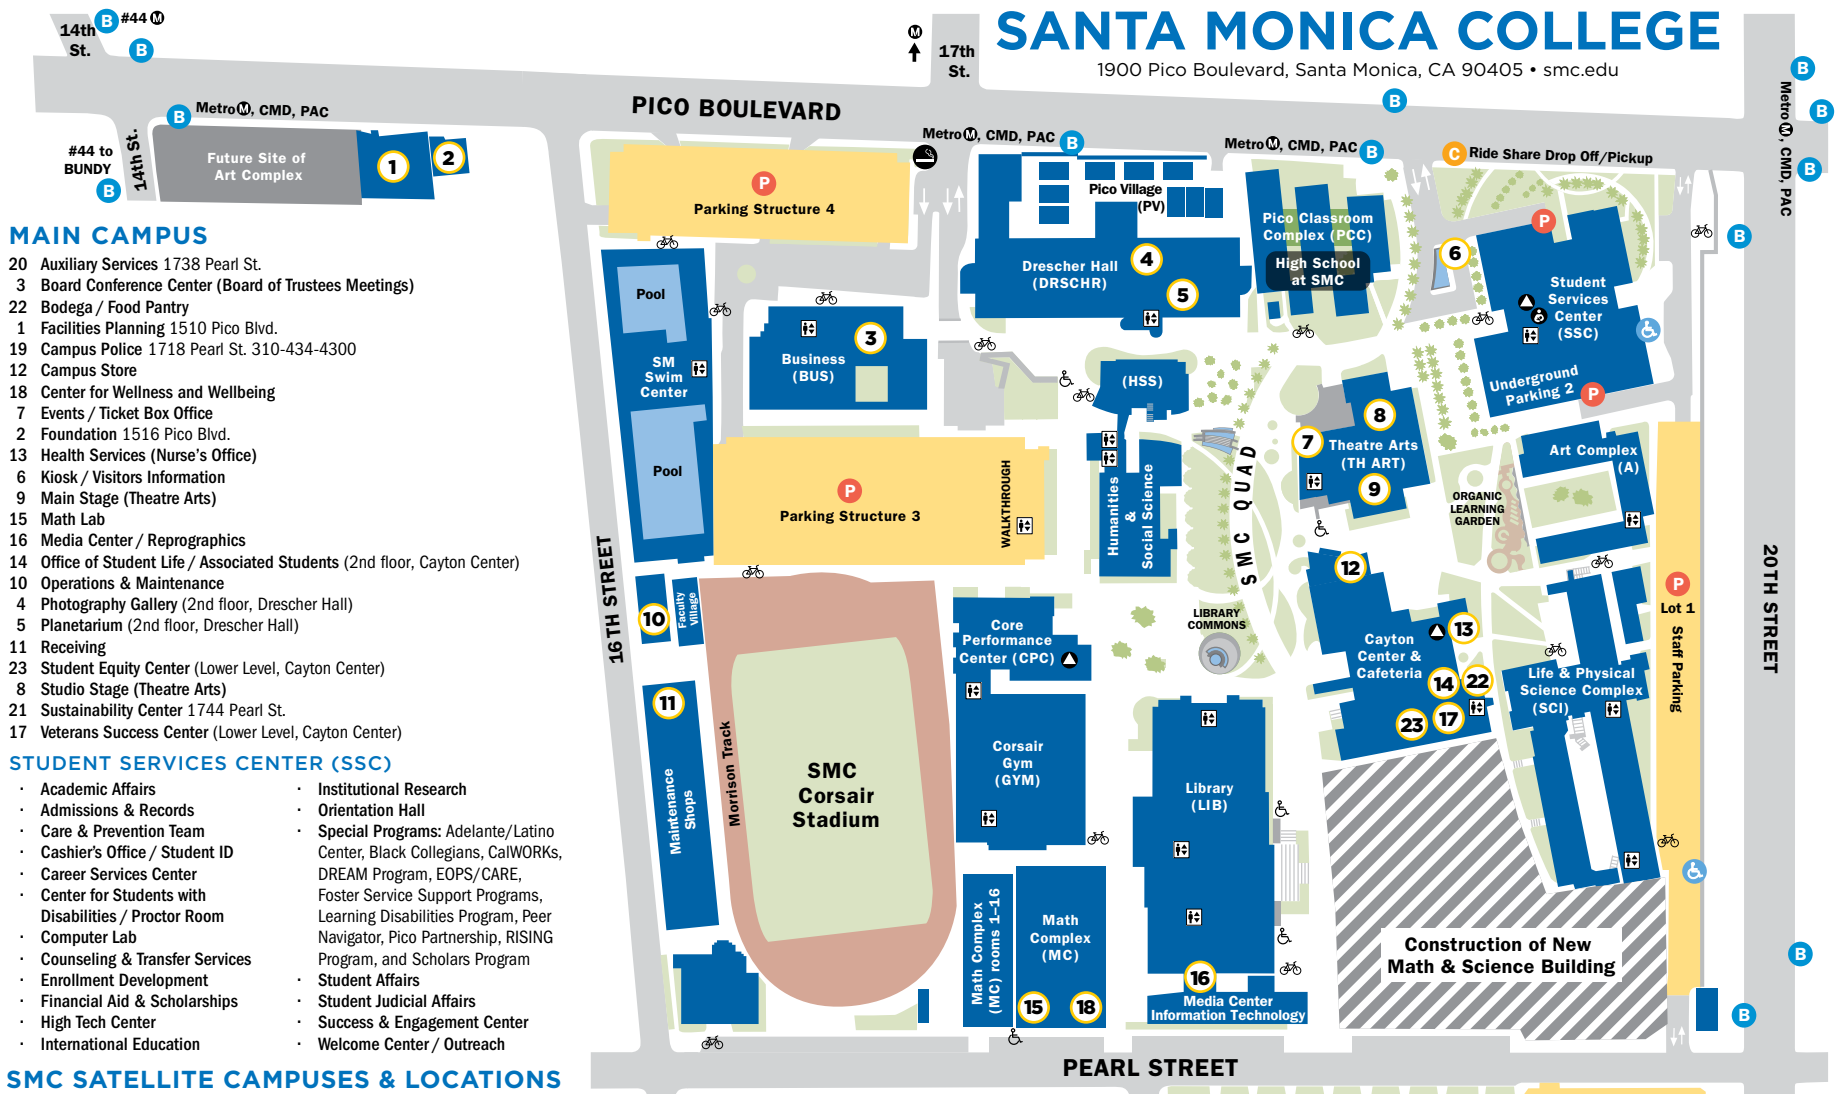 SANTA MONICA COLLEGE
1900 Pico Boulevard, Santa Monica, CA 90405 • smc.edu
14th
St.
B
#44 M
B
M
17th
St.
PICO BOULEVARD
B
B
B
B
Metro M, CMD, PAC
B
Metro M, CMD, PAC
#44 to
BUNDY
B
14th St.
Future Site of
Art Complex
1
2
Metro M, CMD, PAC
B
Metro M, CMD, PAC
B
C Ride Share Drop Off/Pickup
B
MAIN CAMPUS
20 Auxiliary Services 1738 Pearl St.
3 Board Conference Center (Board of Trustees Meetings)
22 Bodega / Food Pantry
1 Facilities Planning 1510 Pico Blvd.
19 Campus Police 1718 Pearl St. 310-434-4300
12 Campus Store
18 Center for Wellness and Wellbeing
7 Events / Ticket Box Office
2 Foundation 1516 Pico Blvd.
13 Health Services (Nurse's Office)
6 Kiosk / Visitors Information
9 Main Stage (Theatre Arts)
15 Math Lab
16 Media Center / Reprographics
14 Office of Student Life / Associated Students (2nd floor, Cayton Center)
10 Operations & Maintenance
4 Photography Gallery (2nd floor, Drescher Hall)
5 Planetarium (2nd floor, Drescher Hall)
11 Receiving
23 Student Equity Center (Lower Level, Cayton Center)
8 Studio Stage (Theatre Arts)
21 Sustainability Center 1744 Pearl St.
17 Veterans Success Center (Lower Level, Cayton Center)
STUDENT SERVICES CENTER (SSC)
· Academic Affairs
· Admissions & Records
· Care & Prevention Team
· Cashier's Office / Student ID
· Career Services Center
· Center for Students with
Disabilities / Proctor Room
· Computer Lab
· Counseling & Transfer Services
· Enrollment Development
· Financial Aid & Scholarships
· High Tech Center
· International Education
· Institutional Research
· Orientation Hall
· Special Programs: Adelante/Latino
Center, Black Collegians, CalWORKs,
DREAM Program, EOPS/CARE,
Foster Service Support Programs,
Learning Disabilities Program, Peer
Navigator, Pico Partnership, RISING
Program, and Scholars Program
· Student Affairs
· Student Judicial Affairs
· Success & Engagement Center
· Welcome Center / Outreach
SMC SATELLITE CAMPUSES & LOCATIONS
P
Parking Structure 4
Pool
SM
Swim
Center
Pool
Business
(BUS)
3
P
Parking Structure 3
WALKTHROUGH
16TH STREET
10
Faculty
Village
11
Maintenance
Shops
Morrison Track
SMC
Corsair
Stadium
Pico Village
(PV)
Drescher Hall
(DRSCHR)
4
5
Pico Classroom
Complex (PCC)
High School
at SMC
6
P
Student
Services
Center
(SSC)
Underground
Parking 2
P
(HSS)
Humanities
&
Social Science
SMC QUAD
7
8
Theatre Arts
(TH ART)
9
ORGANIC
LEARNING
GARDEN
Art Complex
(A)
P
Lot 1
Staff Parking
20TH STREET
LIBRARY
COMMONS
12
13
Cayton
Center &
Cafeteria
14
22
23
17
Life & Physical
Science Complex
(SCI)
Core
Performance
Center (CPC)
Corsair
Gym
(GYM)
Library
(LIB)
Math Complex
(MC) rooms 1–16
Math
Complex
(MC)
15
18
16
Media Center
Information Technology
Construction of New
Math & Science Building
B
B
PEARL STREET